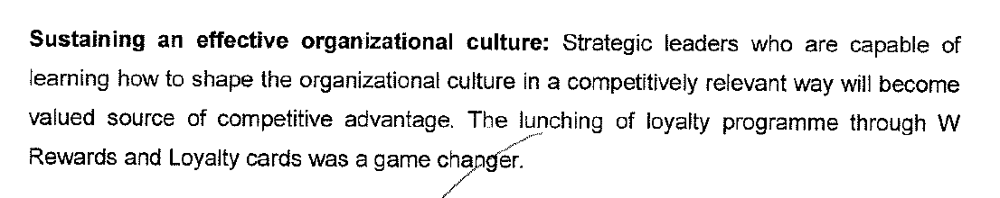 Sustaining an effective organizational culture: Strategic leaders who are capable of
learning how to shape the organizational culture in a competitively relevant way will become
valued source of competitive advantage. The lunching of loyalty programme through W
Rewards and Loyalty cards was a game changer.